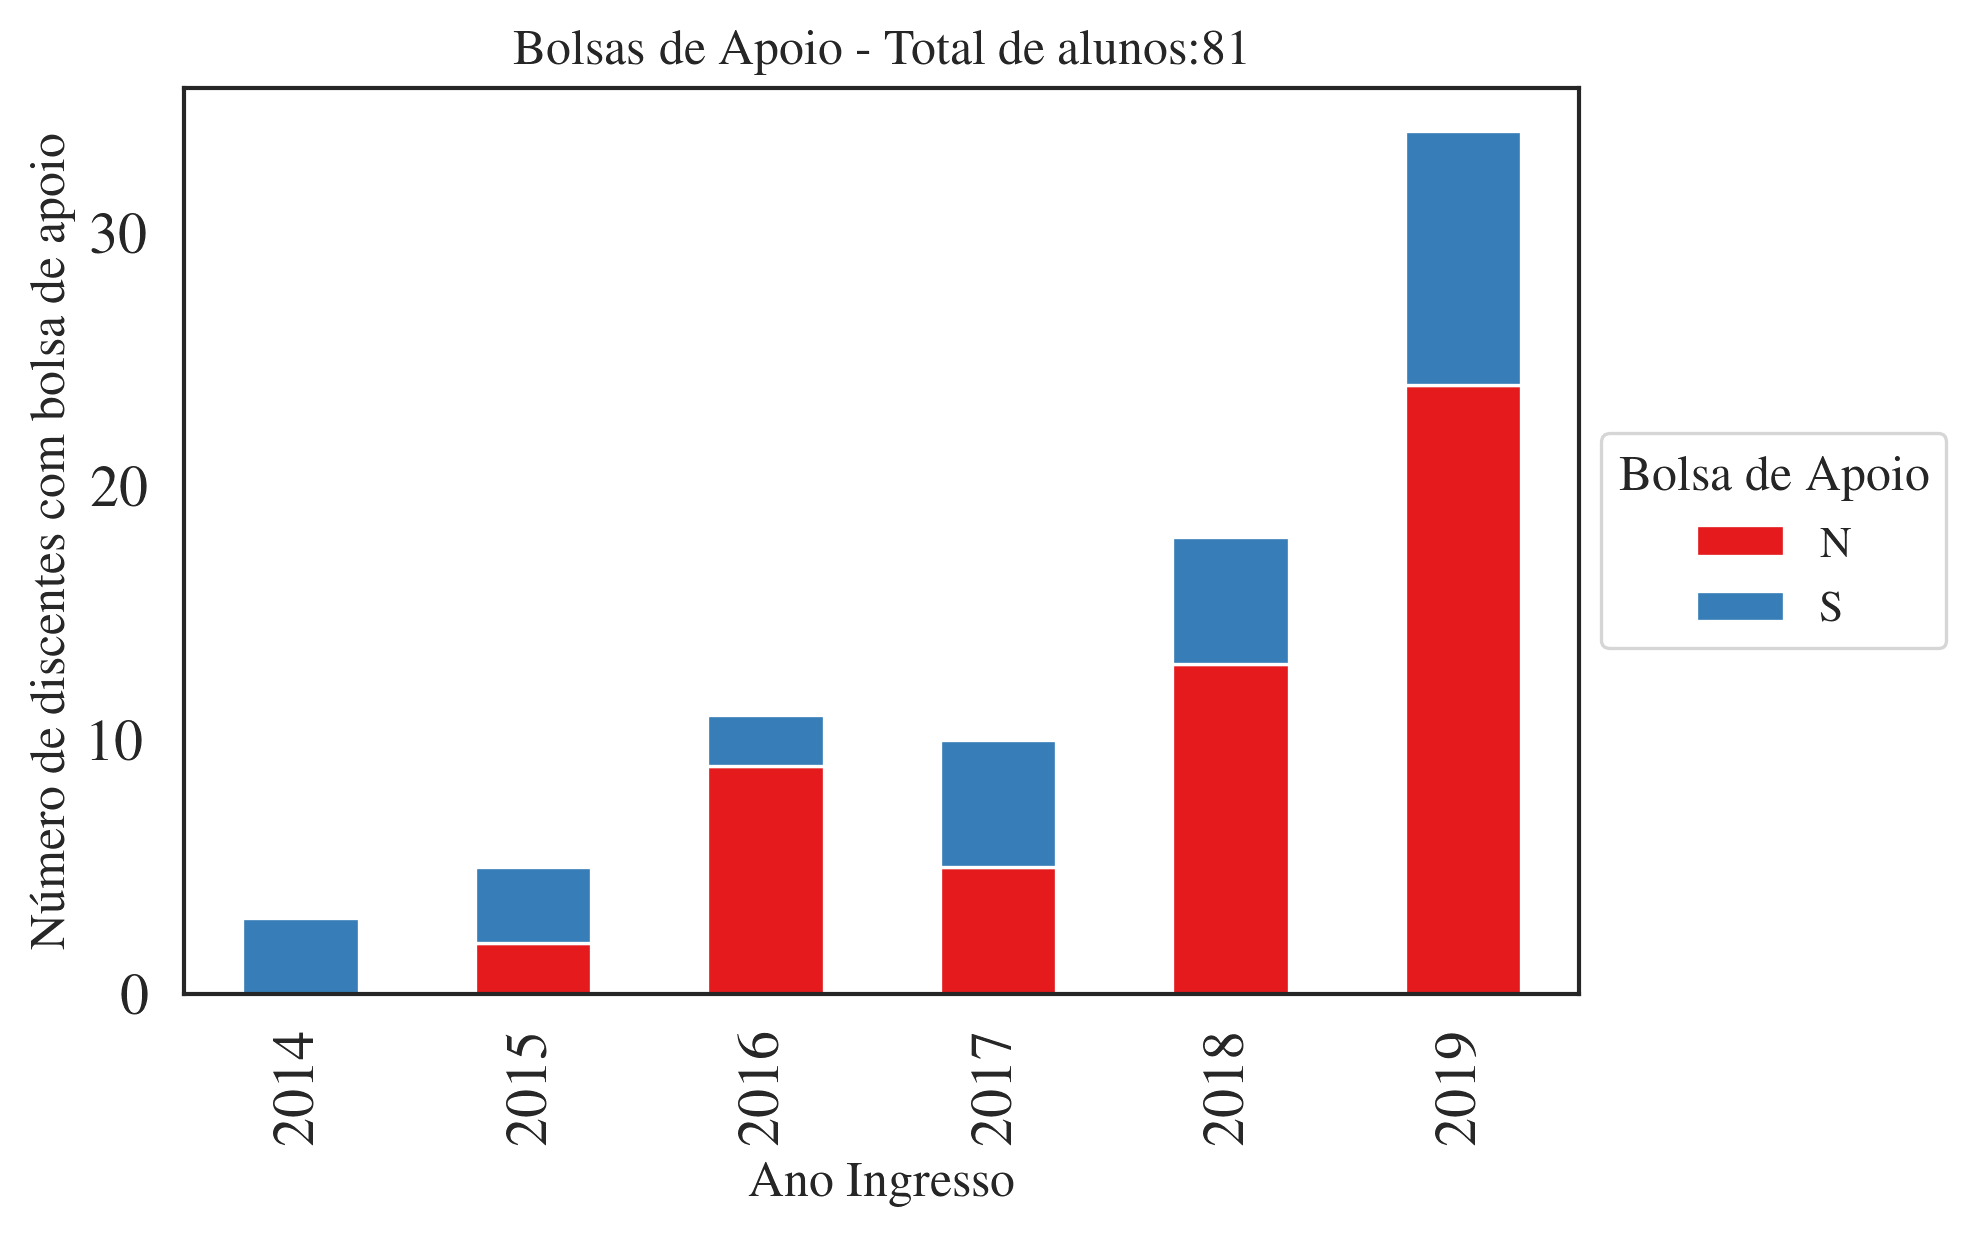 Bolsas de Apoio - Total de alunos:81
Número de discentes com bolsa de apoio
30
20
10
0
2014
2015
2016
2017
2018
2019
Ano Ingresso
Bolsa de Apoio
N
S